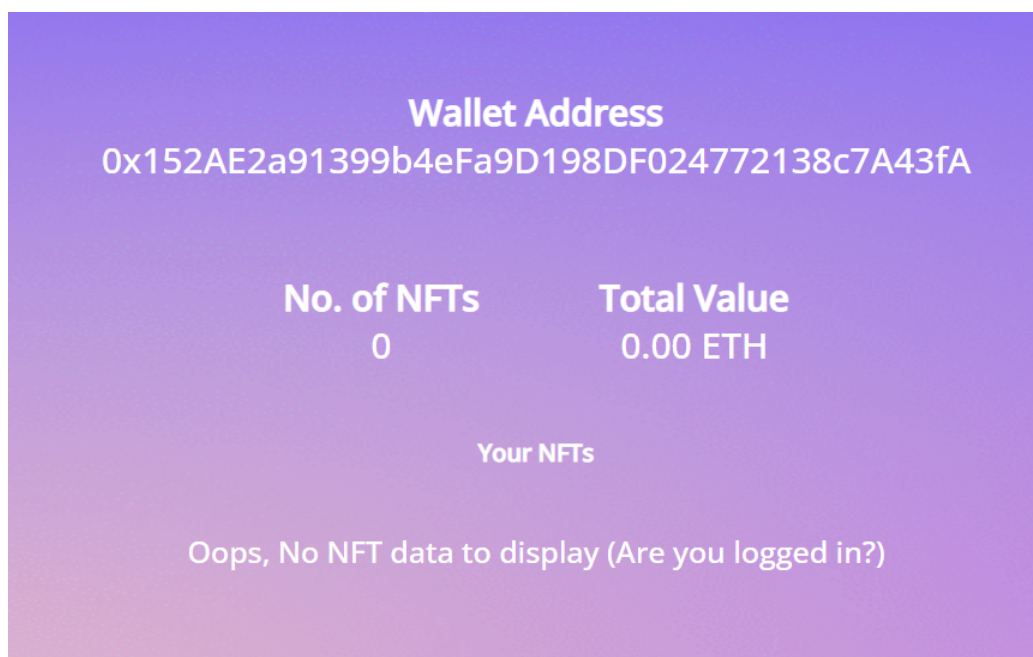 Wallet Address
0x152AE2a91399b4eFa9D198DF024772138c7A43fA
No. of NFTs
0
Total Value
0.00 ETH
Your NFTs
Oops, No NFT data to display (Are you logged in?)